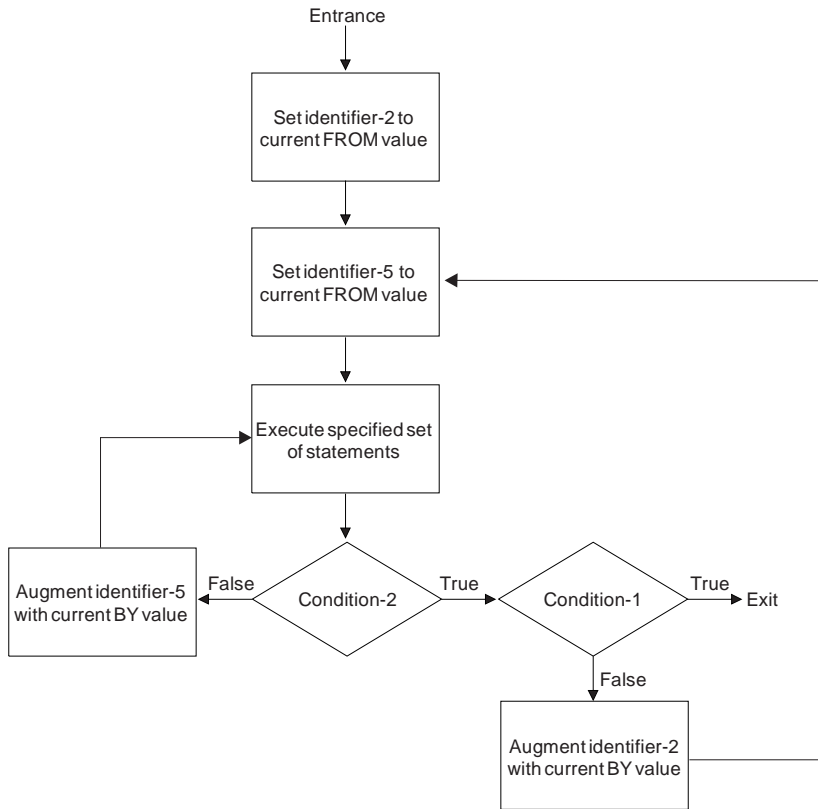 Entrance
Set identifier-2 to
current FROM value
Set identifier-5 to
current FROM value
Execute specified set
of statements
Augment identifier-5
with current BY value
False
Condition-2
True
Condition-1
True
Exit
False
Augment identifier-2
with current BY value